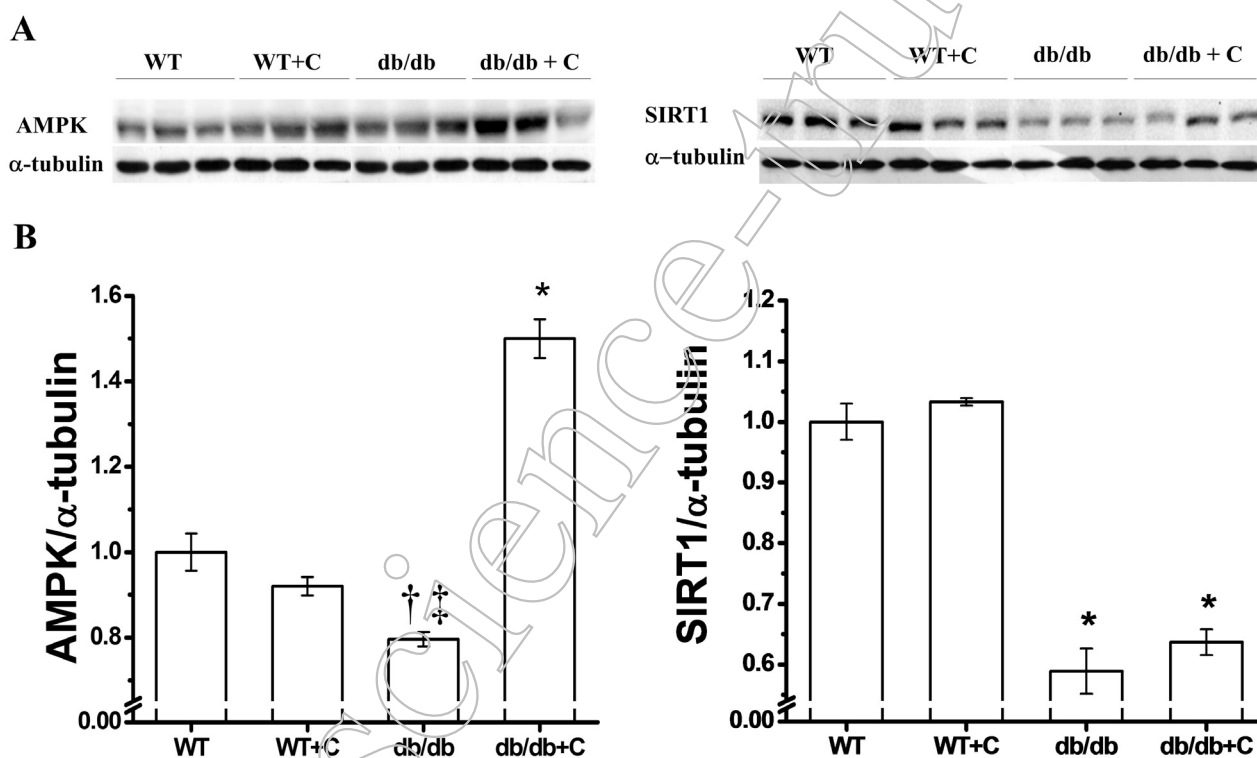 A
WT WT+C db/db db/db + C
AMPK
α-tubulin
WT WT+C db/db db/db + C
SIRT1
α−tubulin
B
AMPK/α-tubulin
1.6
1.4
1.2
1.0
0.8
0.00
*
† ‡
WT WT+C db/db db/db+C
SIRT1/α-tubulin
1.2
1.1
1.0
0.9
0.8
0.7
0.6
0.00
* *
WT WT+C db/db db/db+C
science-ru